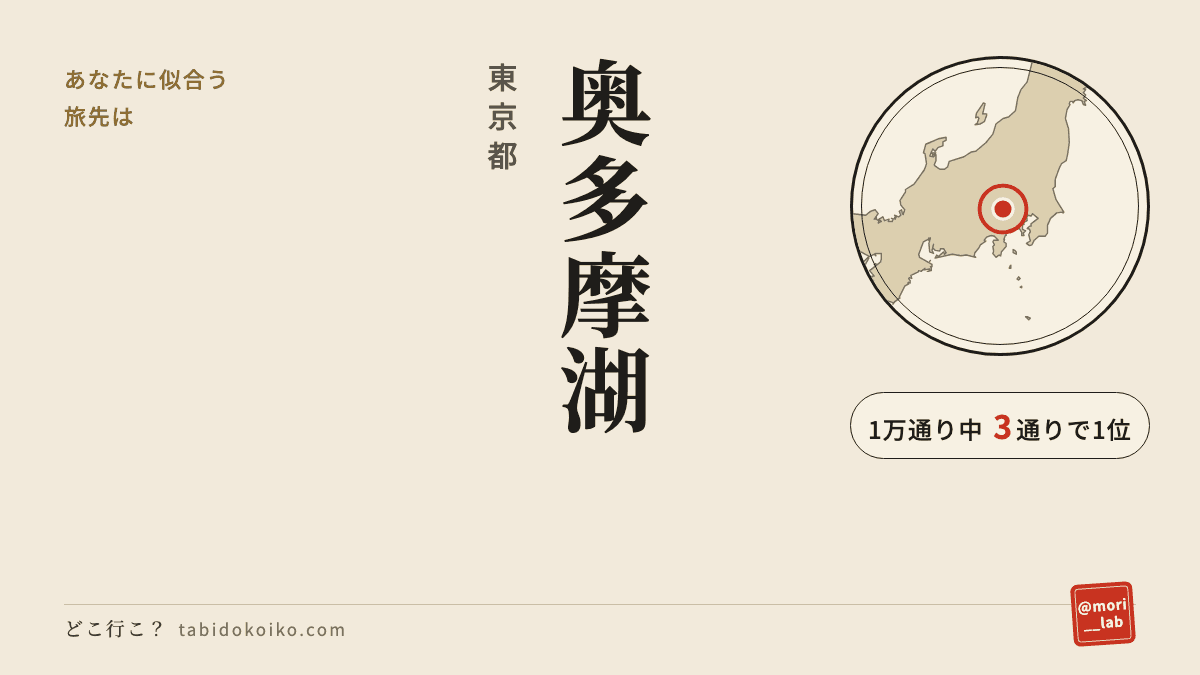 あなたに似合う
旅先は
奥多摩湖
東京都
1万通り中 3通りで1位
どこ行こ？ tabidokoiko.com
@mori
__lab